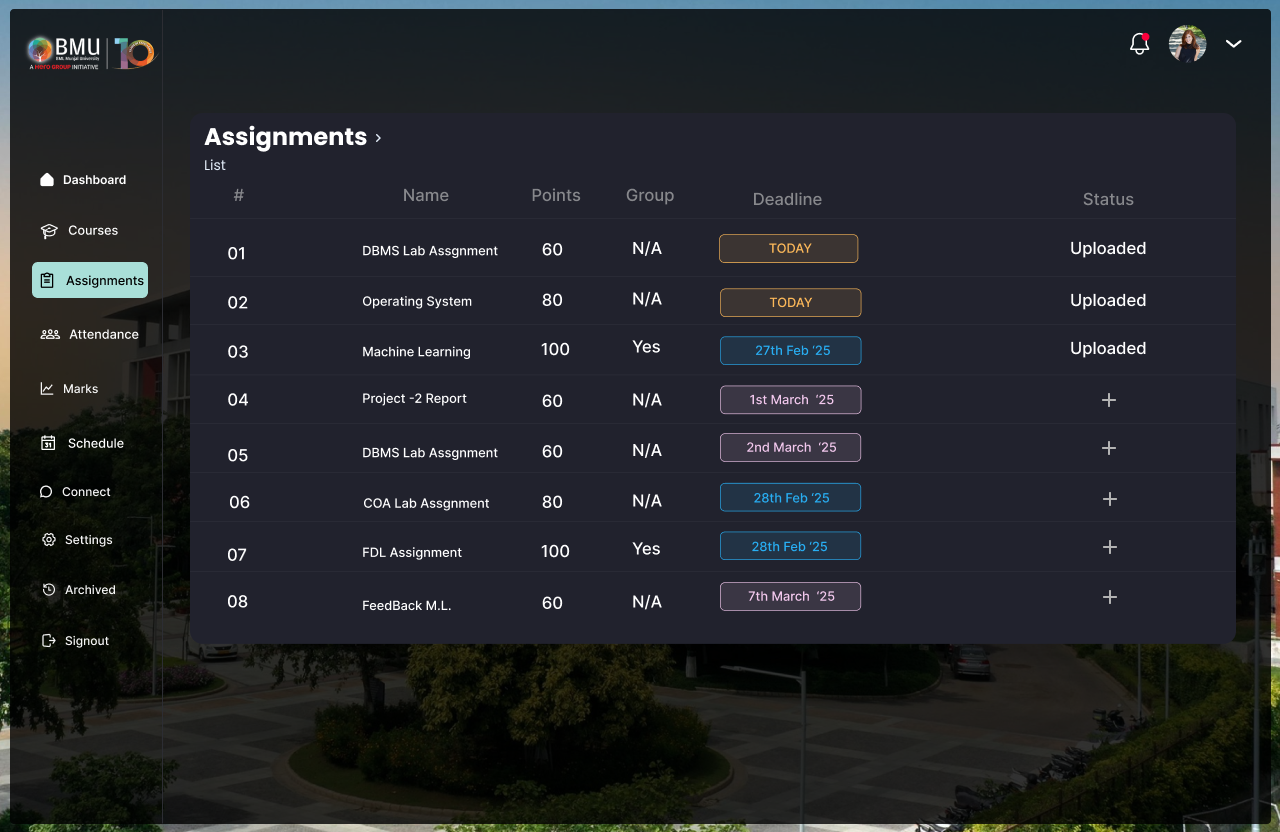 BMU
BML Munjal University
A HERO GROUP INITIATIVE
10
Dashboard
Courses
Assignments
Attendance
Marks
31
Schedule
Connect
Settings
Archived
Signout
Assignments ›
List
# Name Points Group Deadline Status
01 DBMS Lab Assgnment 60 N/A TODAY Uploaded
02 Operating System 80 N/A TODAY Uploaded
03 Machine Learning 100 Yes 27th Feb ‘25 Uploaded
04 Project -2 Report 60 N/A 1st March ‘25 +
05 DBMS Lab Assgnment 60 N/A 2nd March ‘25 +
06 COA Lab Assgnment 80 N/A 28th Feb ‘25 +
07 FDL Assignment 100 Yes 28th Feb ‘25 +
08 FeedBack M.L. 60 N/A 7th March ‘25 +